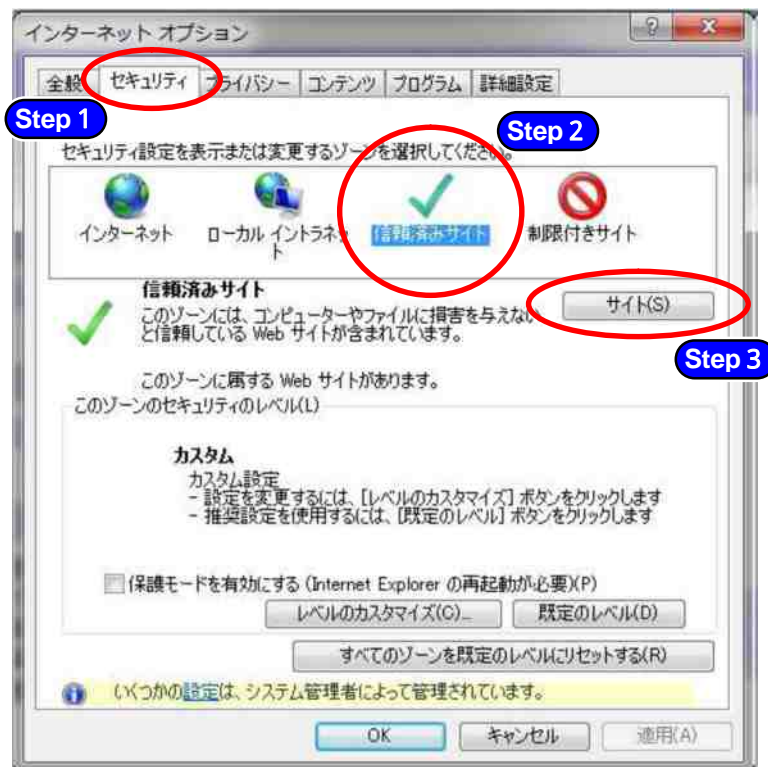 インターネット オプション
全般 セキュリティ プライバシー コンテンツ プログラム 詳細設定
Step 1
Step 2
セキュリティ設定を表示または変更するゾーンを選択してください。
インターネット
ローカル イントラネッ
ト
信頼済みサイト
制限付きサイト
信頼済みサイト
サイト(S)
このゾーンには、コンピューターやファイルに損害を与えない
と信頼している Web サイトが含まれています。
Step 3
このゾーンに属する Web サイトがあります。
このゾーンのセキュリティのレベル(L)
カスタム
カスタム設定
- 設定を変更するには、[レベルのカスタマイズ] ボタンをクリックします
- 推奨設定を使用するには、[既定のレベル] ボタンをクリックします
保護モードを有効にする (Internet Explorer の再起動が必要)(P)
レベルのカスタマイズ(C)... 既定のレベル(D)
すべてのゾーンを既定のレベルにリセットする(R)
いくつかの設定は、システム管理者によって管理されています。
OK キャンセル 適用(A)